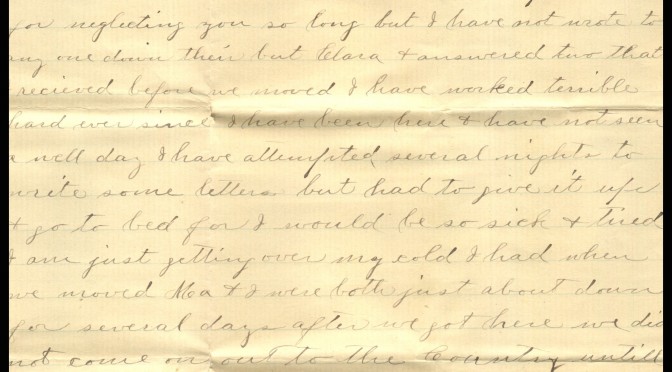 for neglecting you so long but I have not wrote to
any one down their but Clara & answered two that
I recieved before we moved I have worked terrible
hard ever since I have been here & have not seen
a well day I have attempted several nights to
write some letters but had to give it up
& go to bed for I would be so sick & tired
I am just getting over my cold I had when
we moved Ma & I were both just about down
for several days after we got here we did
not come on out to the Country untill